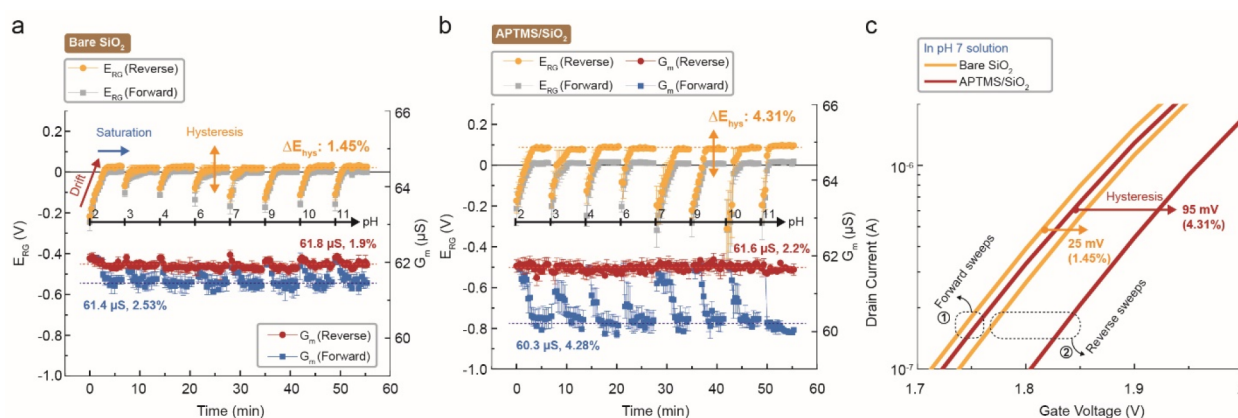 a
Bare SiO₂
E_RG (Reverse)
E_RG (Forward)
Saturation
Hysteresis
ΔE_hys: 1.45%
Drift
0.2
0
-0.2
-0.4
-0.6
-0.8
-1.0
E_RG (V)
2 3 4 6 7 9 10 11 pH
61.8 µS, 1.9%
61.4 µS, 2.53%
G_m (Reverse)
G_m (Forward)
66
64
62
60
G_m (µS)
0 10 20 30 40 50 60
Time (min)
b
APTMS/SiO₂
E_RG (Reverse) G_m (Reverse)
E_RG (Forward) G_m (Forward)
ΔE_hys: 4.31%
0.2
0
-0.2
-0.4
-0.6
-0.8
-1.0
E_RG (V)
2 3 4 6 7 9 10 11 pH
61.6 µS, 2.2%
60.3 µS, 4.28%
66
64
62
60
G_m (µS)
0 10 20 30 40 50 60
Time (min)
c
In pH 7 solution
Bare SiO₂
APTMS/SiO₂
10⁻⁶
10⁻⁷
Drain Current (A)
Hysteresis
95 mV
(4.31%)
25 mV
(1.45%)
Forward sweeps
①
②
Reverse sweeps
1.7 1.8 1.9
Gate Voltage (V)